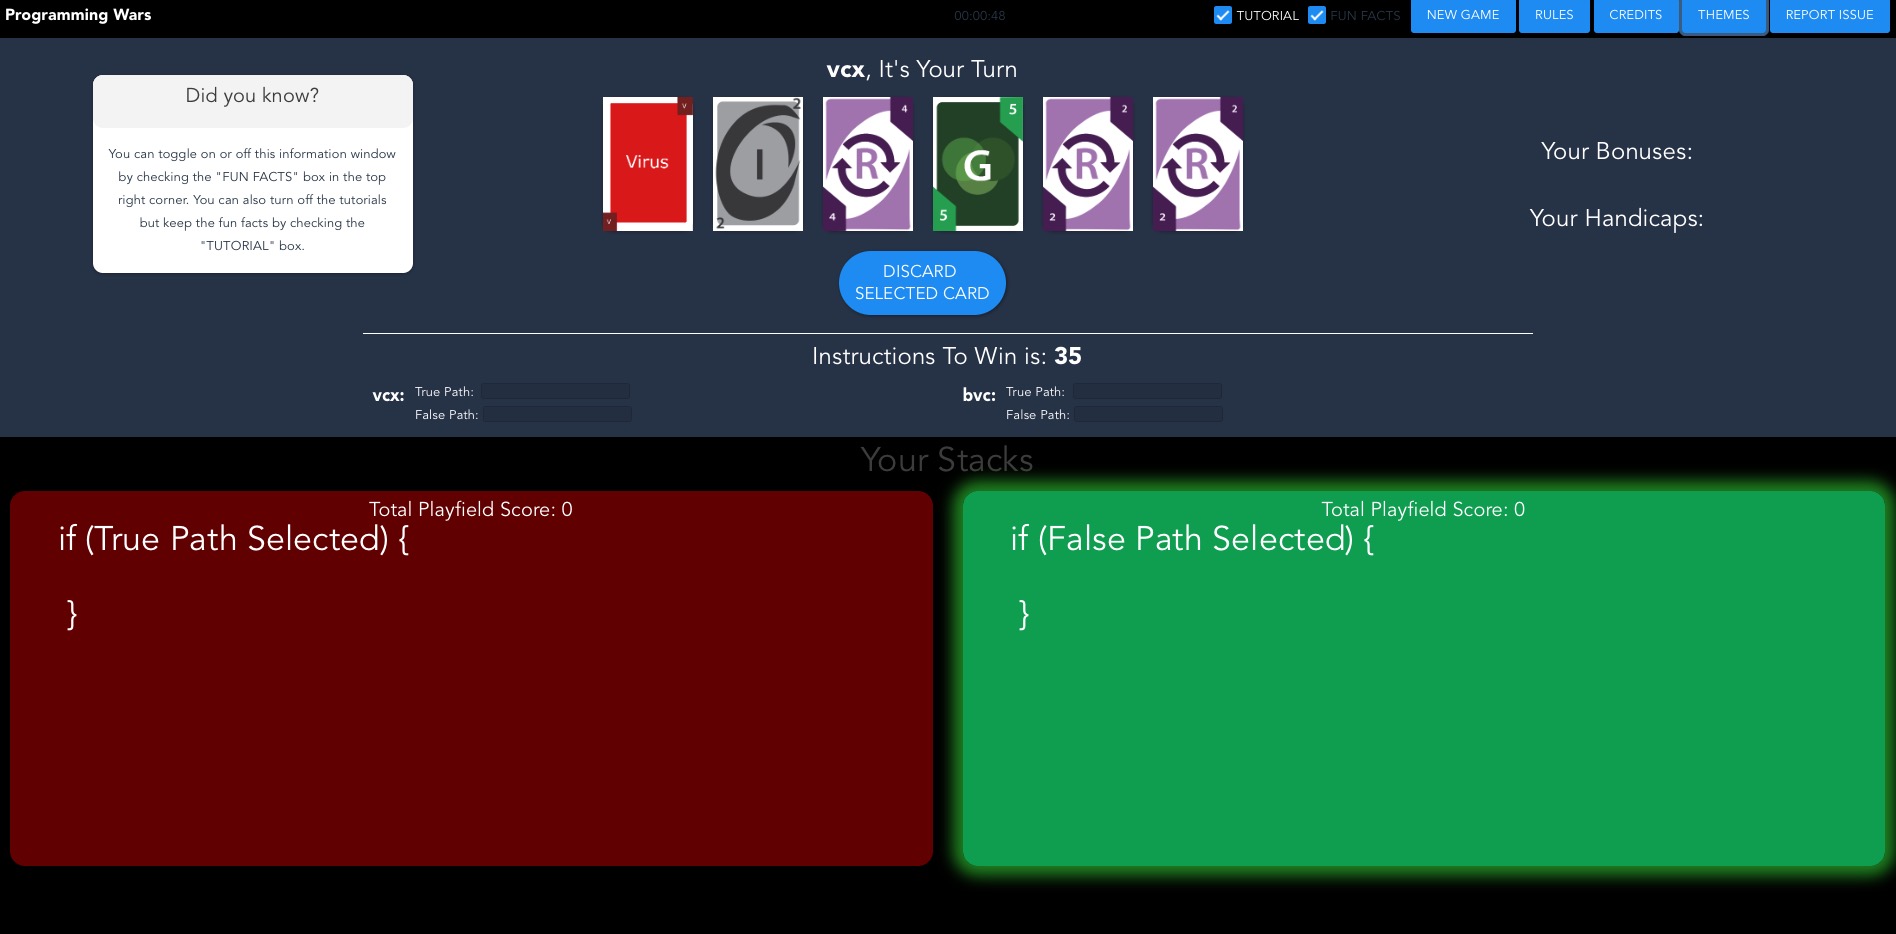 Programming Wars
00:00:48
TUTORIAL
FUN FACTS
NEW GAME
RULES
CREDITS
THEMES
REPORT ISSUE
Did you know?
You can toggle on or off this information window
by checking the "FUN FACTS" box in the top
right corner. You can also turn off the tutorials
but keep the fun facts by checking the
"TUTORIAL" box.
vcx, It's Your Turn
V
Virus
V
2
I
2
4
R
4
5
G
5
2
R
2
2
R
2
DISCARD
SELECTED CARD
Your Bonuses:
Your Handicaps:
Instructions To Win is: 35
vcx:
True Path:
False Path:
bvc:
True Path:
False Path:
Your Stacks
Total Playfield Score: 0
if (True Path Selected) {
}
Total Playfield Score: 0
if (False Path Selected) {
}